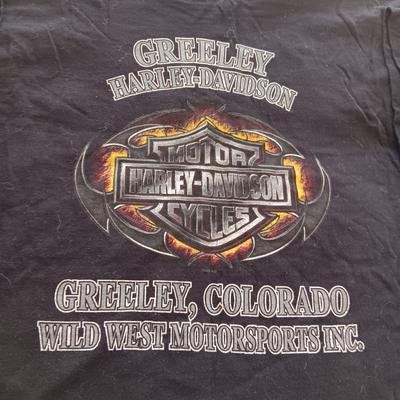 GREELEY
HARLEY-DAVIDSON
MOTOR
HARLEY-DAVIDSON
CYCLES
GREELEY, COLORADO
WILD WEST MOTORSPORTS INC.